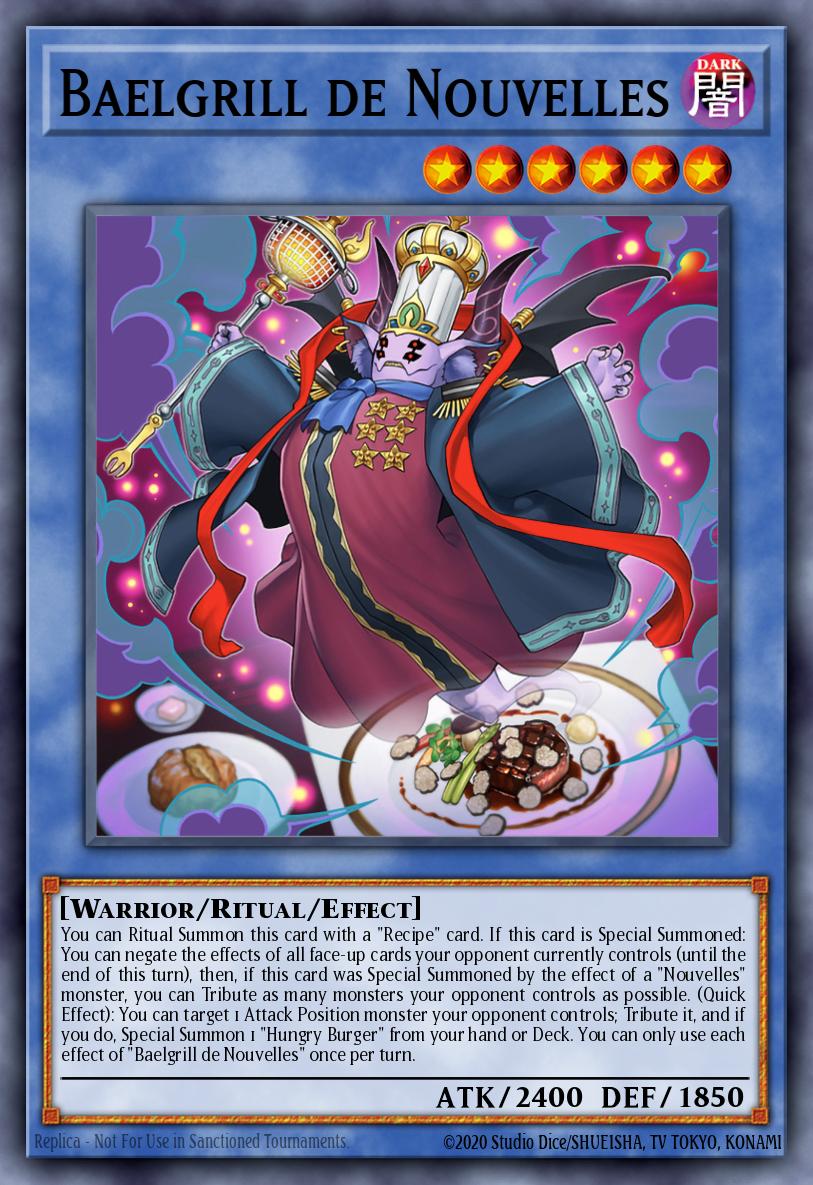 Baelgrill de Nouvelles
DARK
闇
[Warrior/Ritual/Effect]
You can Ritual Summon this card with a "Recipe" card. If this card is Special Summoned:
You can negate the effects of all face-up cards your opponent currently controls (until the
end of this turn), then, if this card was Special Summoned by the effect of a "Nouvelles"
monster, you can Tribute as many monsters your opponent controls as possible. (Quick
Effect): You can target 1 Attack Position monster your opponent controls; Tribute it, and if
you do, Special Summon 1 "Hungry Burger" from your hand or Deck. You can only use each
effect of "Baelgrill de Nouvelles" once per turn.
ATK/2400 DEF/1850
Replica - Not For Use in Sanctioned Tournaments.
©2020 Studio Dice/SHUEISHA, TV TOKYO, KONAMI